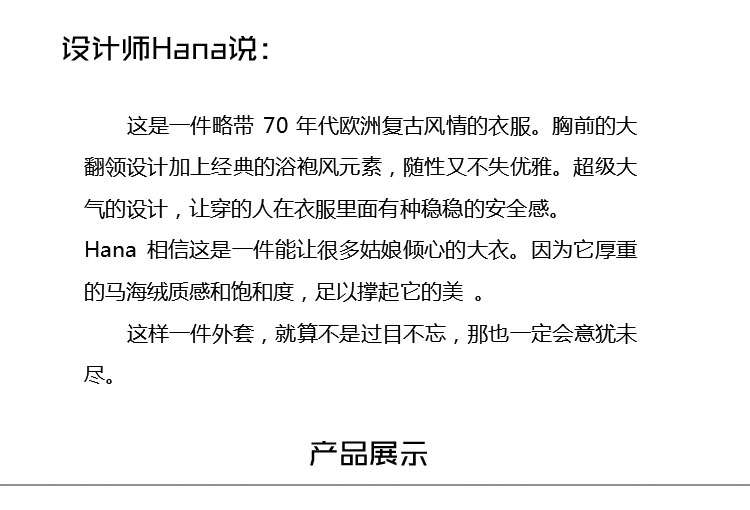 设计师Hana说：
这是一件略带 70 年代欧洲复古风情的衣服。胸前的大
翻领设计加上经典的浴袍风元素，随性又不失优雅。超级大
气的设计，让穿的人在衣服里面有种稳稳的安全感。
Hana 相信这是一件能让很多姑娘倾心的大衣。因为它厚重
的马海绒质感和饱和度，足以撑起它的美 。
这样一件外套，就算不是过目不忘，那也一定会意犹未
尽。
产品展示